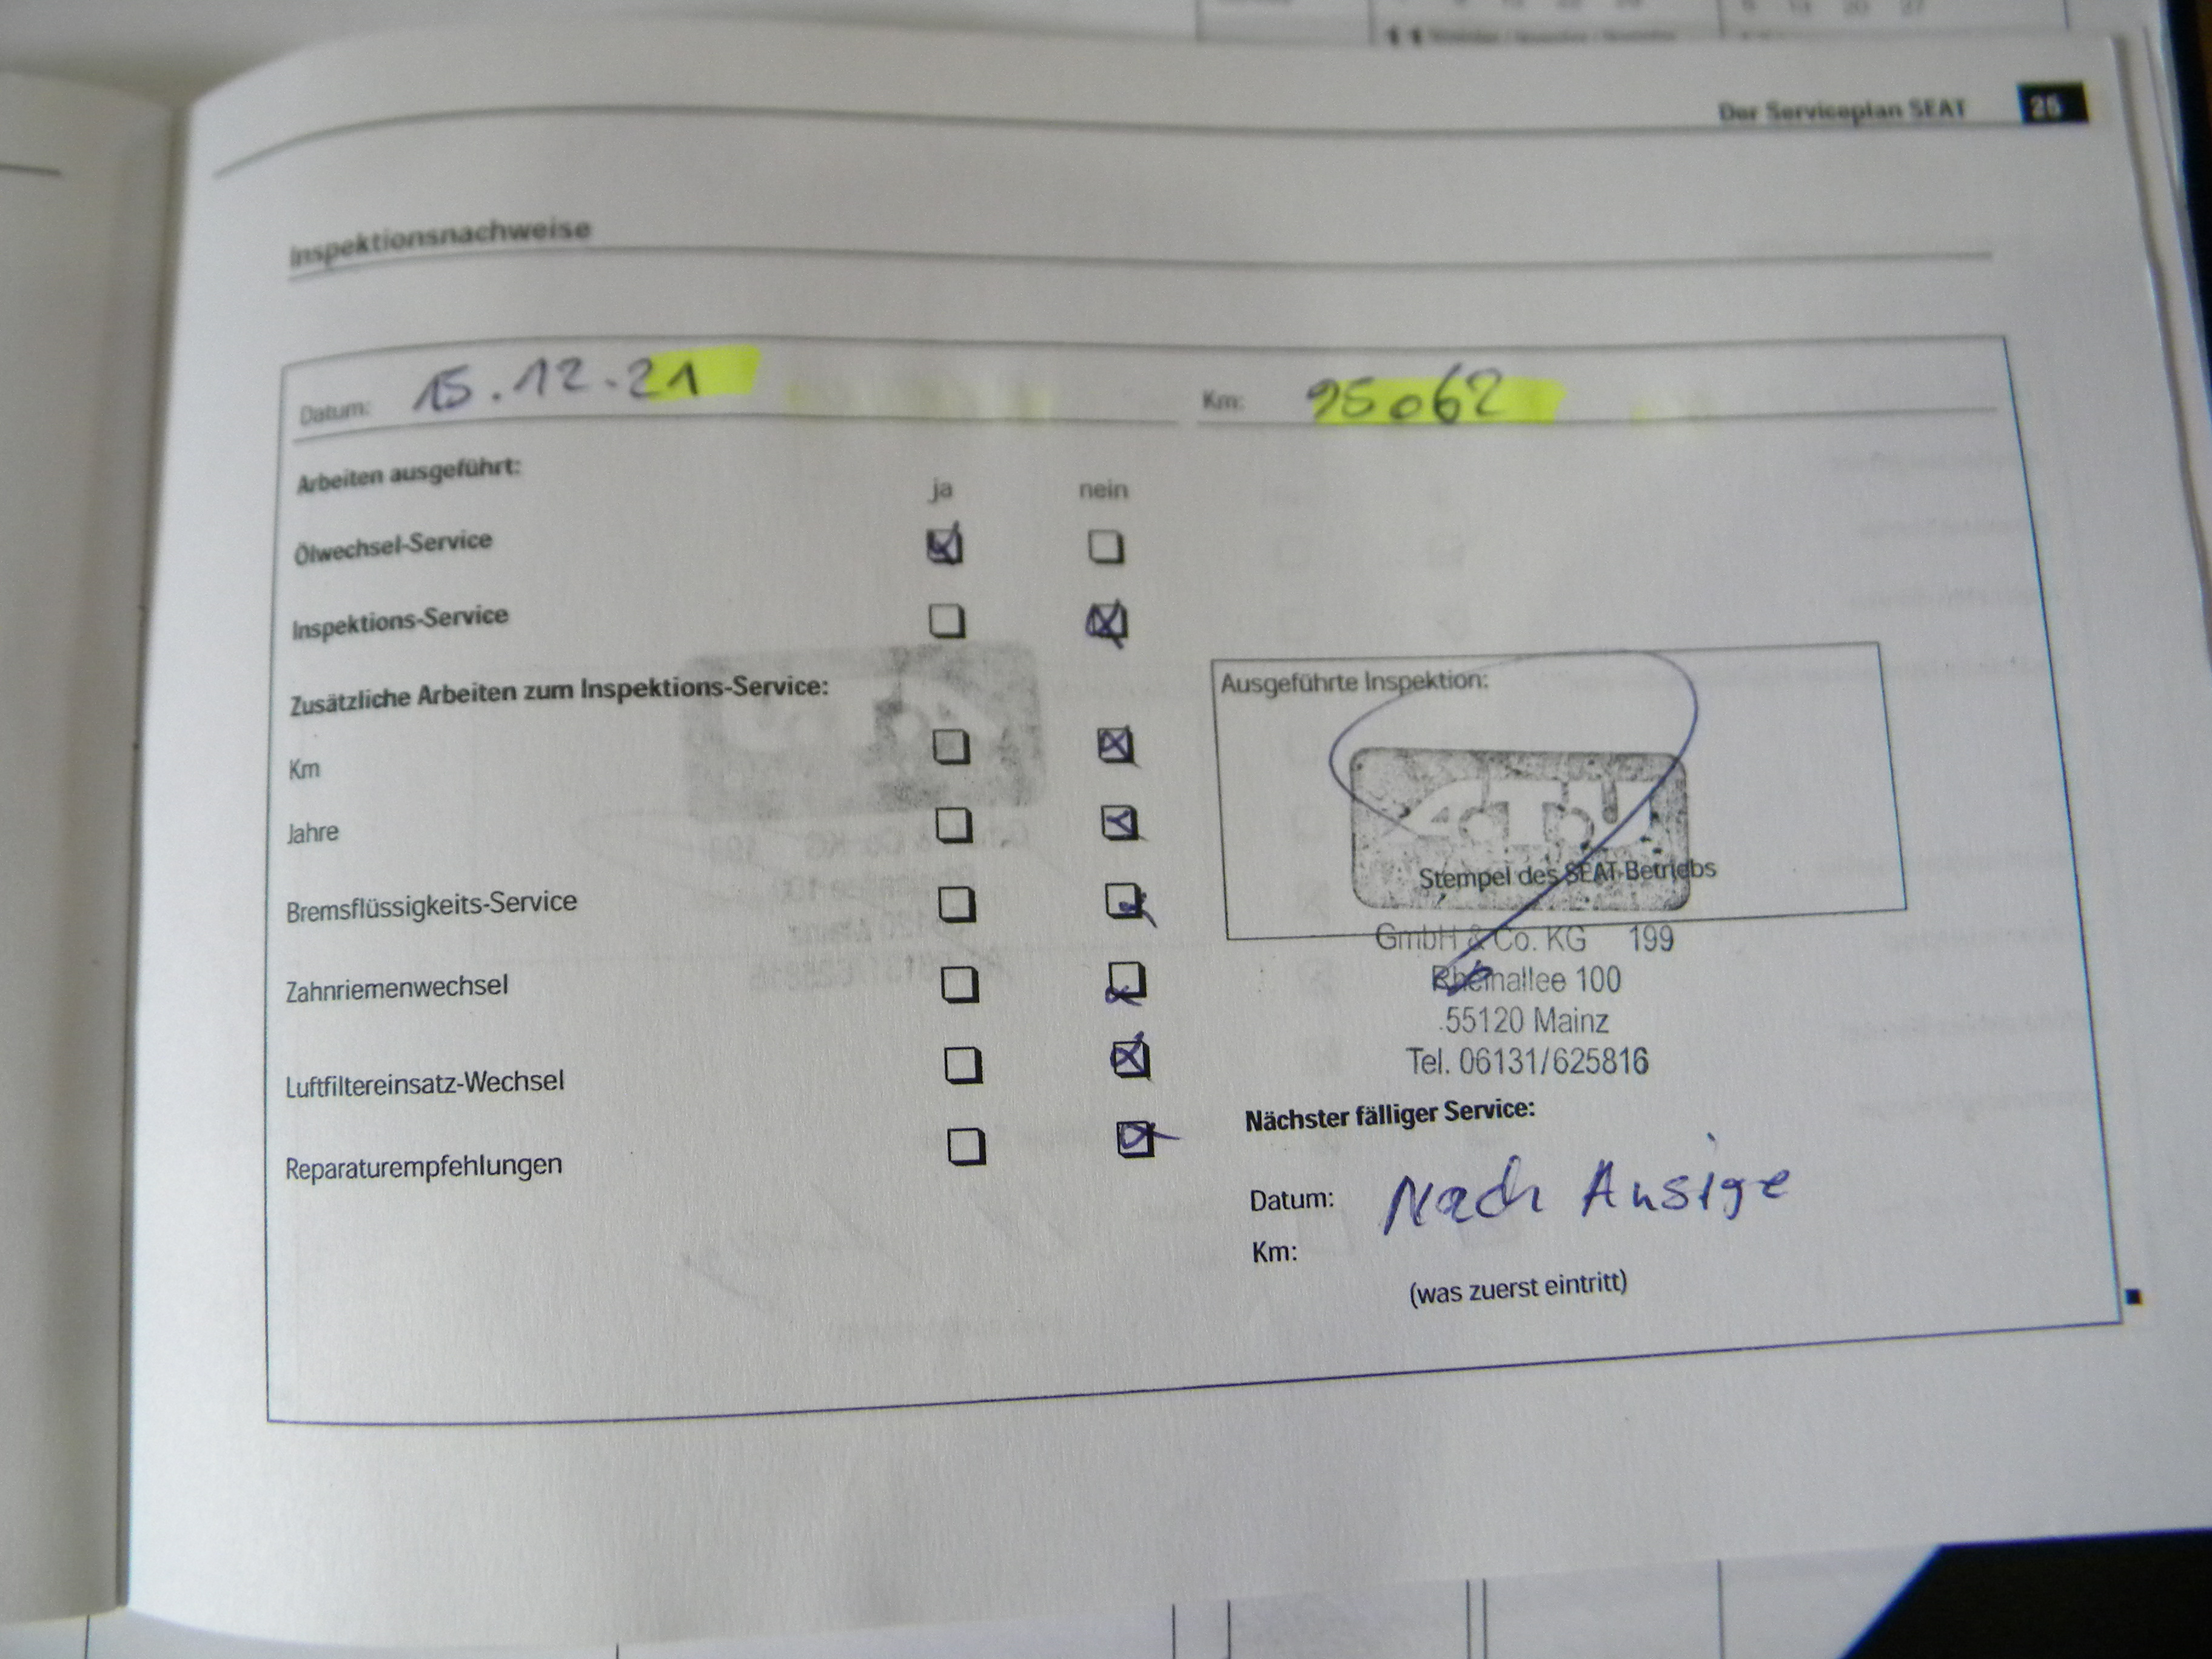 Der Serviceplan SEAT 25
Inspektionsnachweise
Datum: 15.12.21 Km: 95062
Arbeiten ausgeführt:
ja nein
Ölwechsel-Service
Inspektions-Service
Zusätzliche Arbeiten zum Inspektions-Service:
Km
Jahre
Bremsflüssigkeits-Service
Zahnriemenwechsel
Luftfiltereinsatz-Wechsel
Reparaturempfehlungen
Ausgeführte Inspektion:
Stempel des SEAT-Betriebs
GmbH & Co. KG 199
Rheinallee 100
55120 Mainz
Tel. 06131/625816
Nächster fälliger Service:
Datum: Nach Ansige
Km:
(was zuerst eintritt)